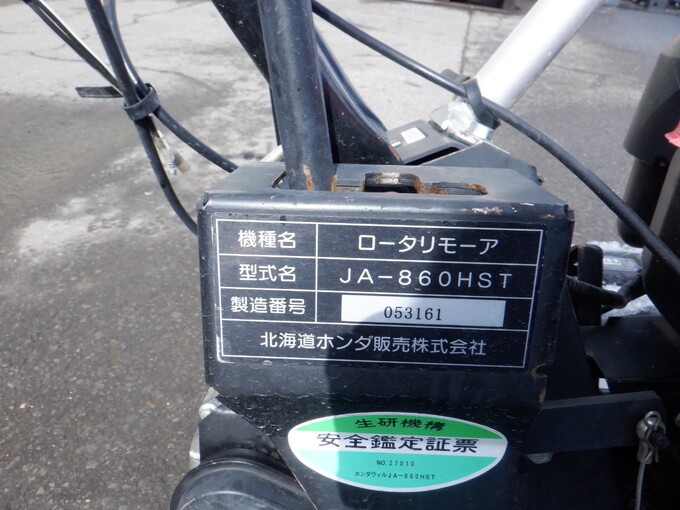 機種名 ロータリモーア
型式名 JA-860HST
製造番号 053161
北海道ホンダ販売株式会社
生研機構
安全鑑定証票
NO.27010
ホンダウィルJA-860HST